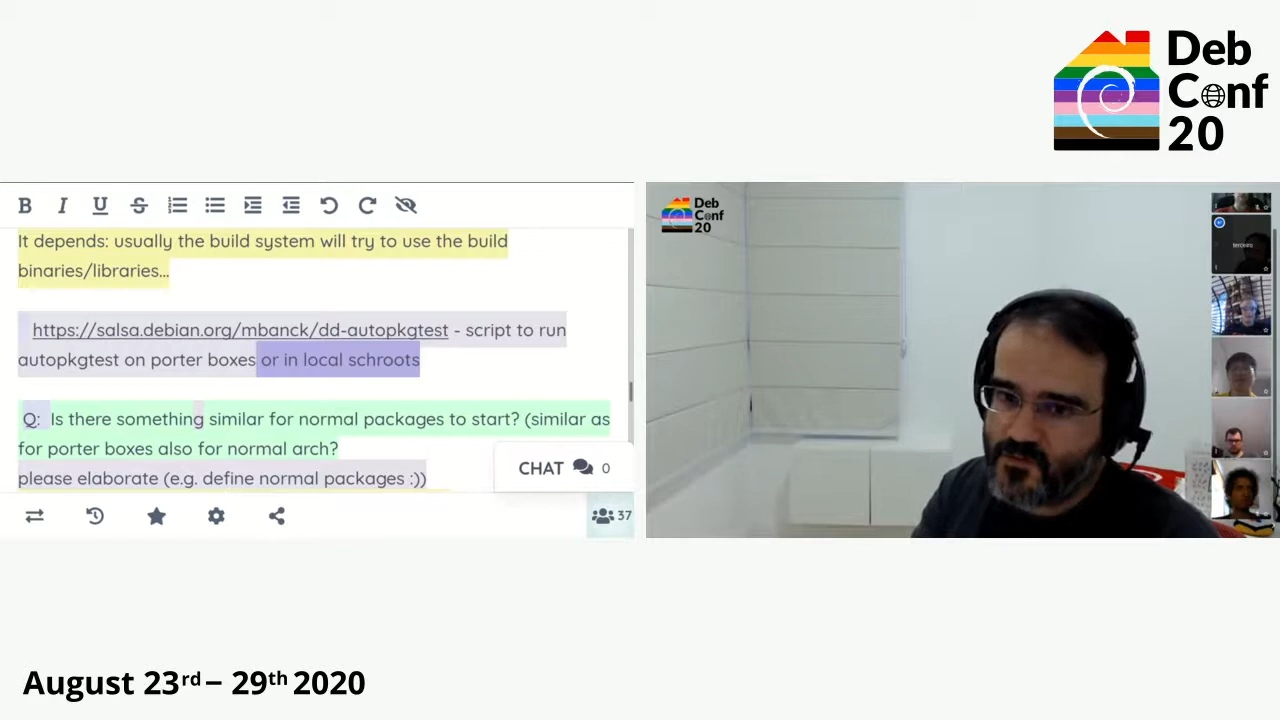 Deb
Conf
20
B I U S
It depends: usually the build system will try to use the build
binaries/libraries...
https://salsa.debian.org/mbanck/dd-autopkgtest - script to run
autopkgtest on porter boxes or in local schroots
Q: Is there something similar for normal packages to start? (similar as
for porter boxes also for normal arch?
please elaborate (e.g. define normal packages :))
CHAT 0
37
Deb
Conf
20
terceiro
August 23rd – 29th 2020